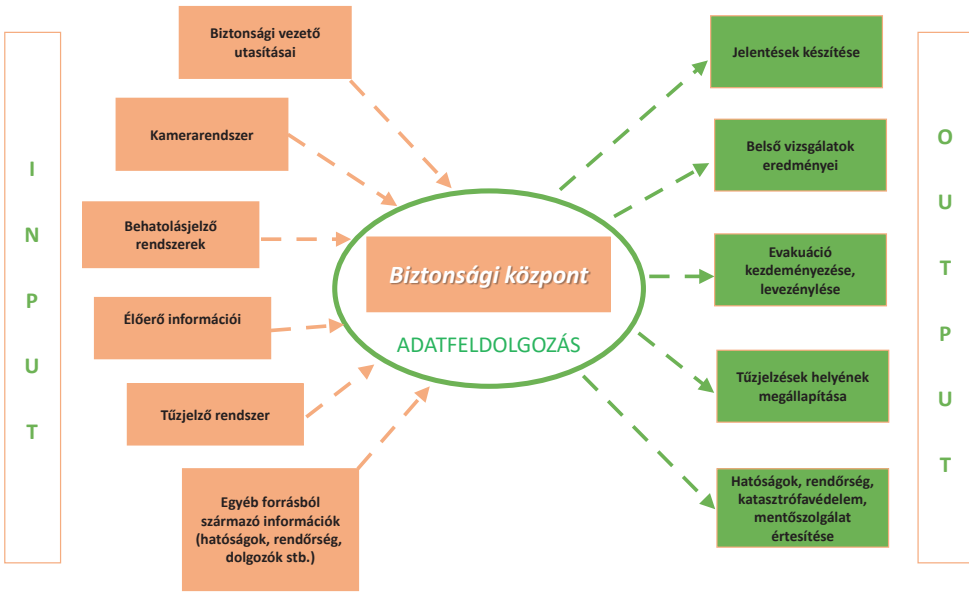 I
N
P
U
T
Biztonsági vezető
utasításai
Kamerarendszer
Behatolásjelző
rendszerek
Élőerő információi
Tűzjelző rendszer
Egyéb forrásból
származó információk
(hatóságok, rendőrség,
dolgozók stb.)
Biztonsági központ
ADATFELDOLGOZÁS
Jelentések készítése
Belső vizsgálatok
eredményei
Evakuáció
kezdeményezése,
levezénylése
Tűzjelzések helyének
megállapítása
Hatóságok, rendőrség,
katasztrófavédelem,
mentőszolgálat
értesítése
O
U
T
P
U
T